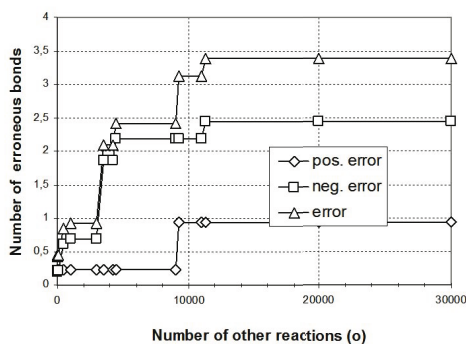 Number of erroneous bonds
4
3,5
3
2,5
2
1,5
1
0,5
0
pos. error
neg. error
error
0 10000 20000 30000
Number of other reactions (o)